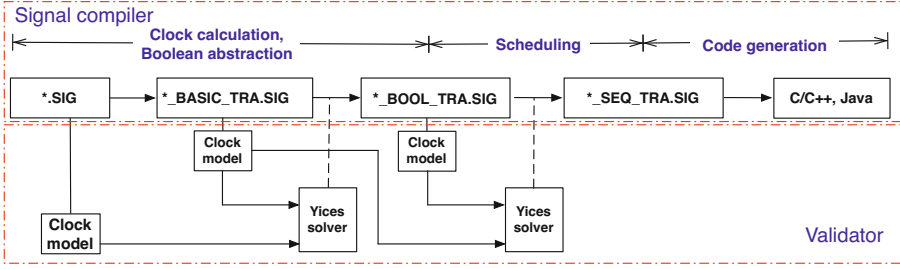 Signal compiler
Clock calculation,
Boolean abstraction
Scheduling
Code generation
*.SIG
*_BASIC_TRA.SIG
*_BOOL_TRA.SIG
*_SEQ_TRA.SIG
C/C++, Java
Clock
model
Clock
model
Clock
model
Yices
solver
Yices
solver
Validator